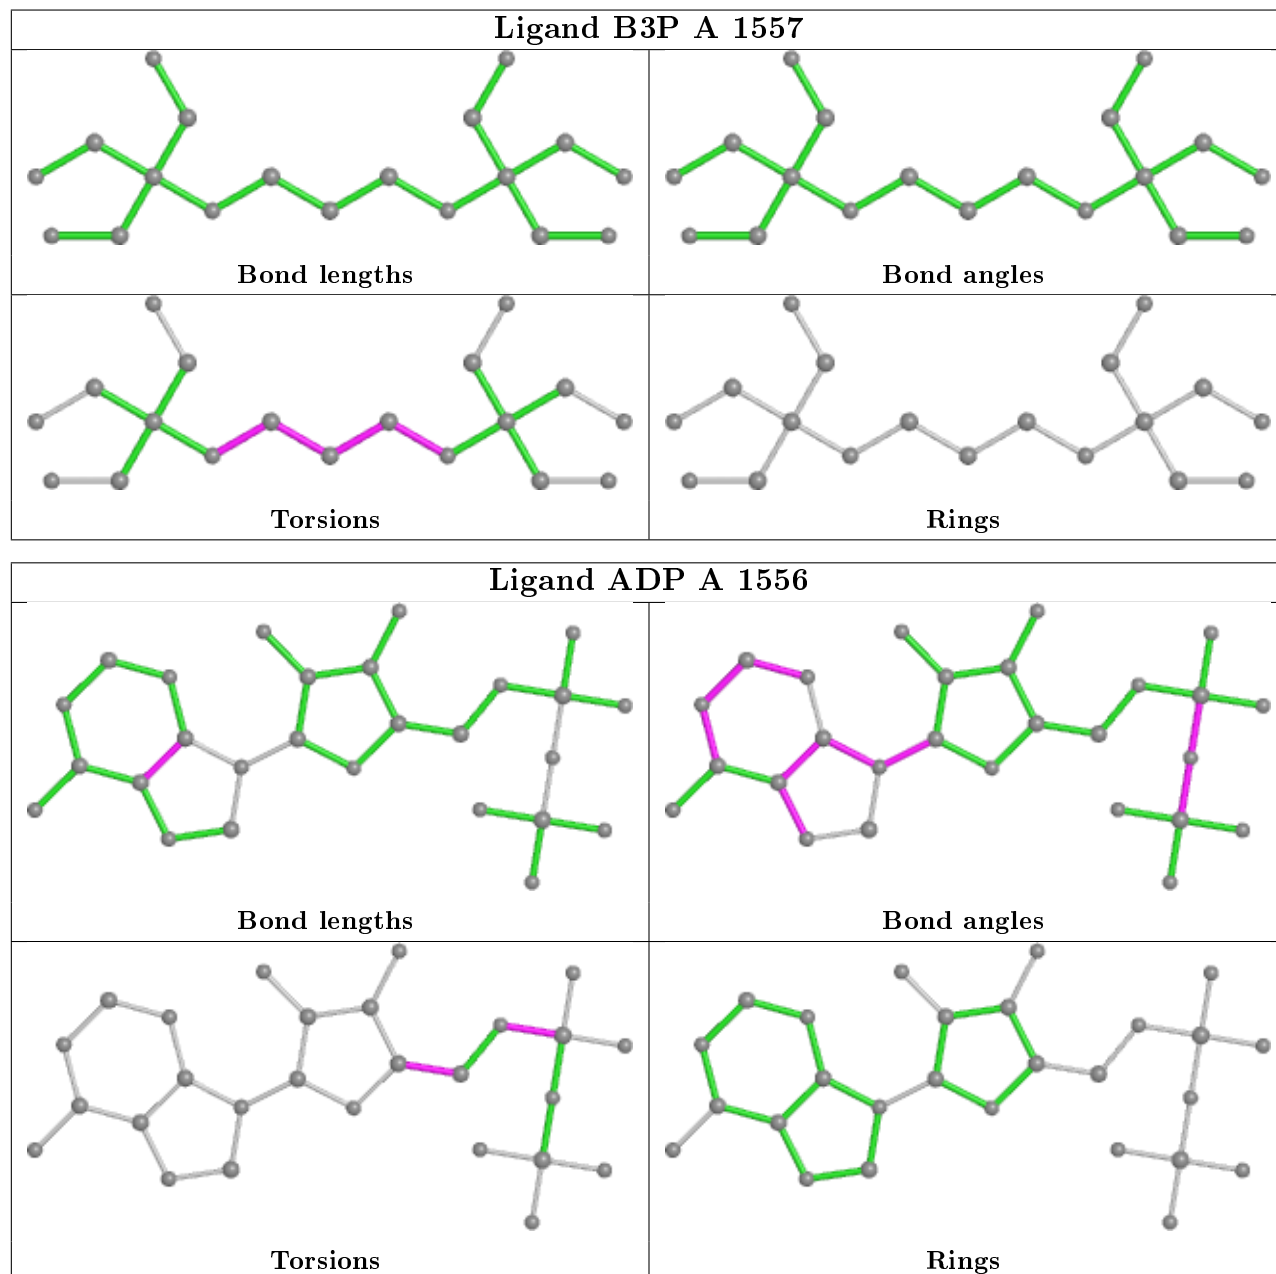 Ligand B3P A 1557
Bond lengths
Bond angles
Torsions
Rings
Ligand ADP A 1556
Bond lengths
Bond angles
Torsions
Rings